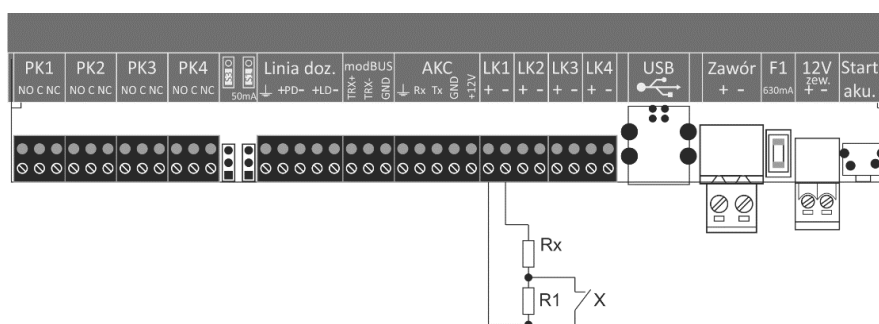 PK1 PK2 PK3 PK4 Linia doz. modBUS AKC LK1 LK2 LK3 LK4 USB Zawór F1 12V Start
NO C NC NO C NC NO C NC NO C NC 50mA +PD- +LD- TRX+ TRX- GND Rx Tx GND +12V + - + - + - + - + - 630mA zew. + - aku.
Rx
R1 X